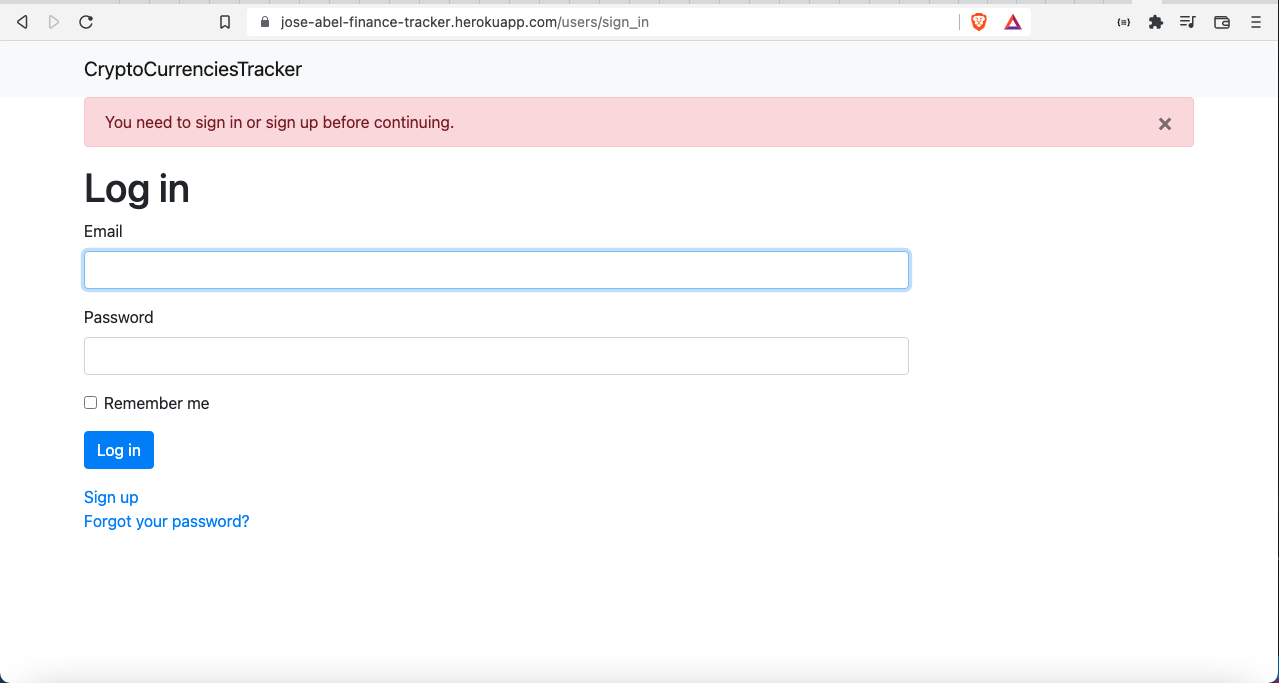 jose-abel-finance-tracker.herokuapp.com/users/sign_in
CryptoCurrenciesTracker
You need to sign in or sign up before continuing. ×
Log in
Email
Password
Remember me
Log in
Sign up
Forgot your password?